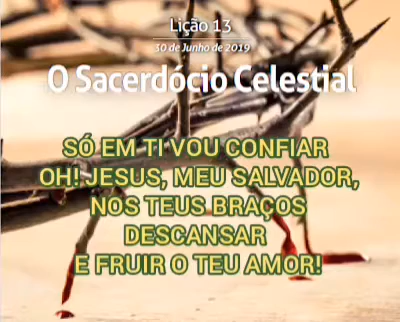 Lição 13
30 de Junho de 2019
O Sacerdócio Celestial
SÓ EM TI VOU CONFIAR
OH! JESUS, MEU SALVADOR,
NOS TEUS BRAÇOS
DESCANSAR
E FRUIR O TEU AMOR!